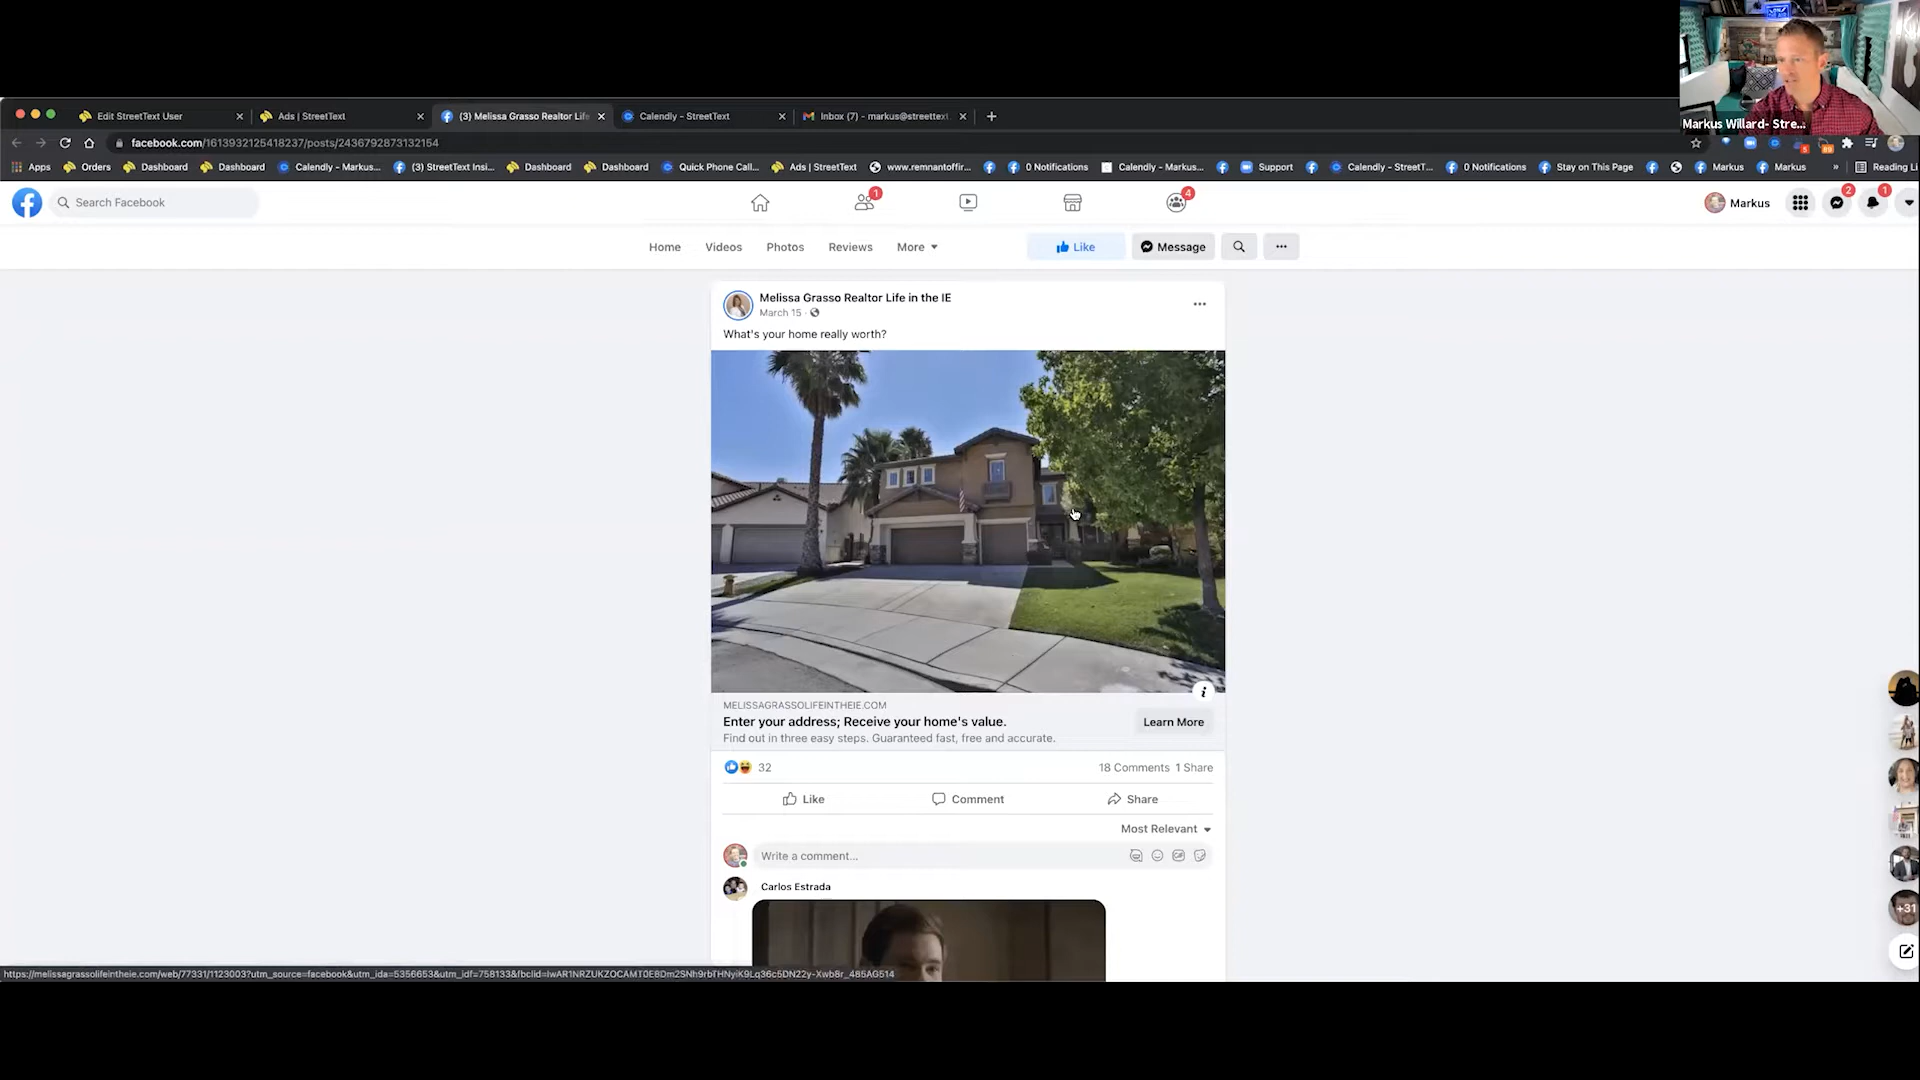 Markus Willard- Stre...
Edit StreetText User
Ads | StreetText
(3) Melissa Grasso Realtor Life
Calendly - StreetText
Inbox (7) - markus@streettext
facebook.com/1613932125418237/posts/2436792873132154
Apps
Orders
Dashboard
Dashboard
Calendly - Markus...
(3) StreetText Insi...
Dashboard
Dashboard
Quick Phone Call...
Ads | StreetText
www.remnantoffir...
0 Notifications
Calendly - Markus...
Support
Calendly - StreetT...
0 Notifications
Stay on This Page
Markus
Markus
»
Reading Li
Search Facebook
1
4
Markus
2
1
Home
Videos
Photos
Reviews
More
Like
Message
Melissa Grasso Realtor Life in the IE
March 15 ·
What's your home really worth?
MELISSAGRASSOLIFEINTHEIE.COM
Enter your address; Receive your home's value.
Learn More
Find out in three easy steps. Guaranteed fast, free and accurate.
32
18 Comments 1 Share
Like
Comment
Share
Most Relevant
Write a comment...
Carlos Estrada
+31